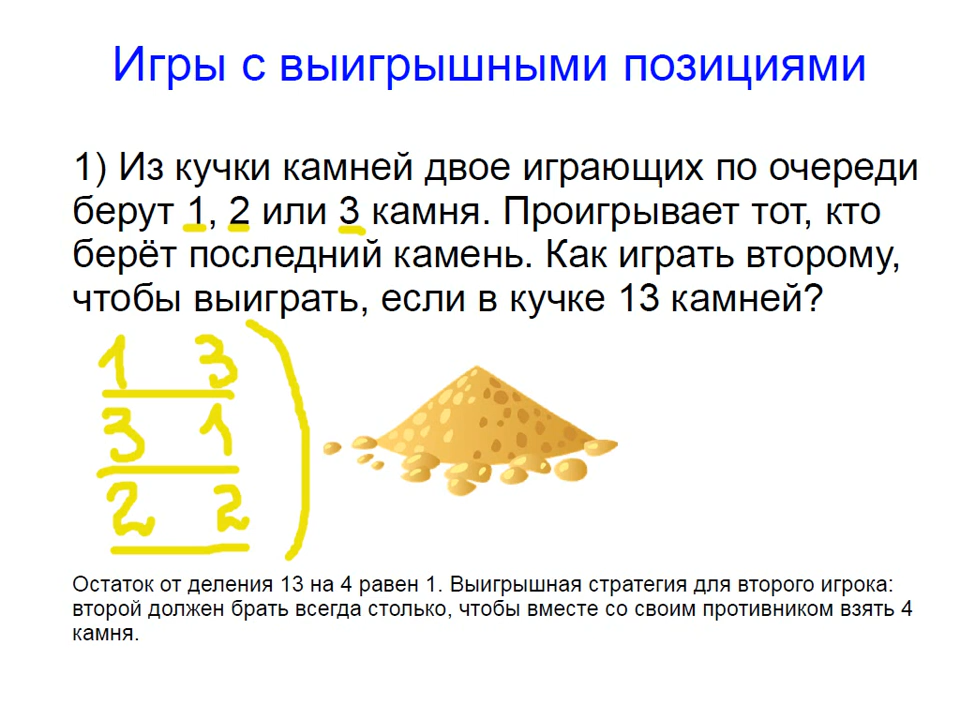 Игры с выигрышными позициями
1) Из кучки камней двое играющих по очереди
берут 1, 2 или 3 камня. Проигрывает тот, кто
берёт последний камень. Как играть второму,
чтобы выиграть, если в кучке 13 камней?
1 3
3 1
2 2
Остаток от деления 13 на 4 равен 1. Выигрышная стратегия для второго игрока:
второй должен брать всегда столько, чтобы вместе со своим противником взять 4
камня.